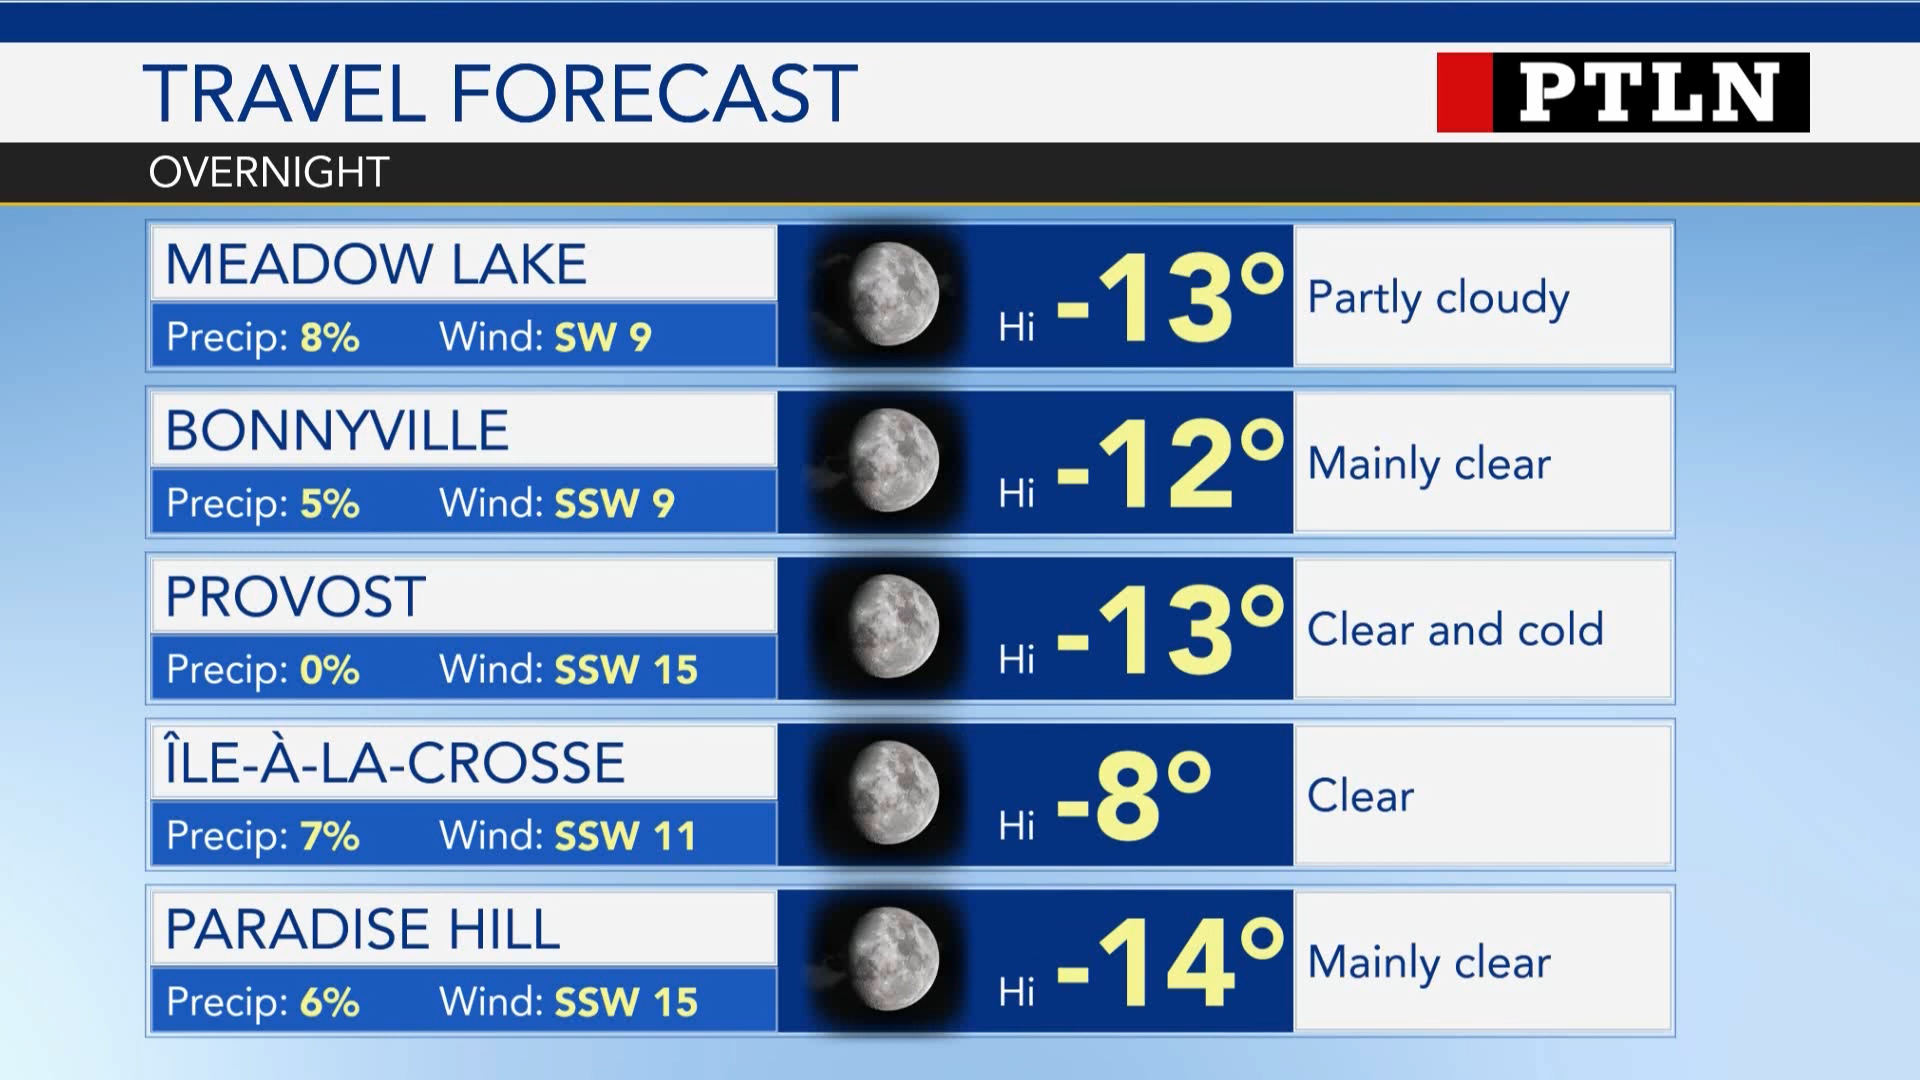 TRAVEL FORECAST
PTLN
OVERNIGHT
MEADOW LAKE
Precip: 8% Wind: SW 9
Hi -13°
Partly cloudy
BONNYVILLE
Precip: 5% Wind: SSW 9
Hi -12°
Mainly clear
PROVOST
Precip: 0% Wind: SSW 15
Hi -13°
Clear and cold
ÎLE-À-LA-CROSSE
Precip: 7% Wind: SSW 11
Hi -8°
Clear
PARADISE HILL
Precip: 6% Wind: SSW 15
Hi -14°
Mainly clear